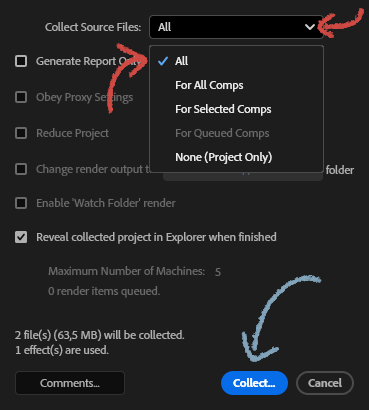 Collect Source Files: All
Generate Report Only
All
For All Comps
Obey Proxy Settings
For Selected Comps
Reduce Project
For Queued Comps
None (Project Only)
Change render output folder
Enable 'Watch Folder' render
Reveal collected project in Explorer when finished
Maximum Number of Machines: 5
0 render items queued.
2 file(s) (63,5 MB) will be collected.
1 effect(s) are used.
Comments... Collect... Cancel